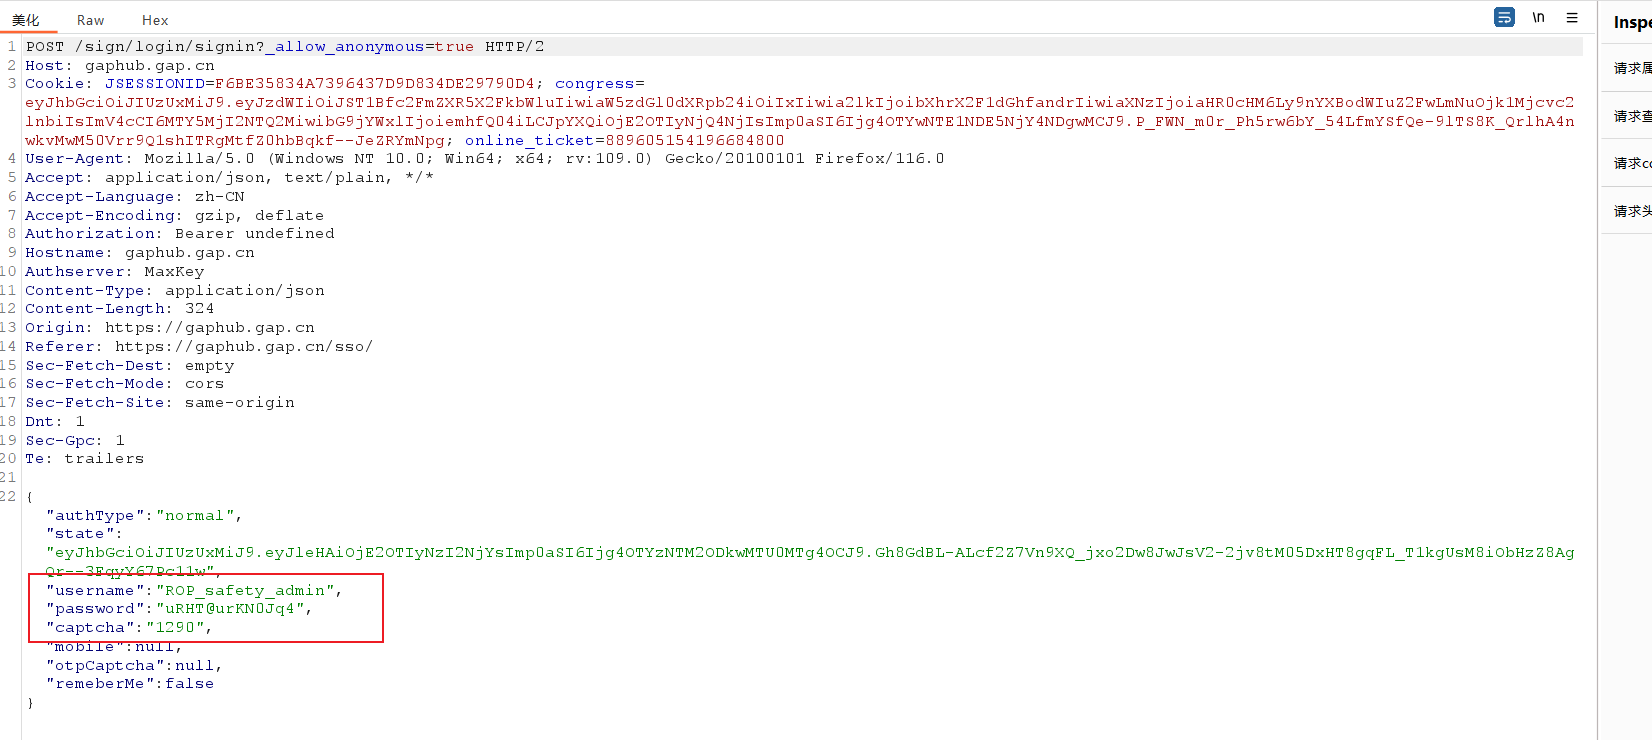 美化 Raw Hex \n Inspe
1 POST /sign/login/signin?_allow_anonymous=true HTTP/2
2 Host: gaphub.gap.cn
3 Cookie: JSESSIONID=F6BE35834A7396437D9D834DE29790D4; congress=
eyJhbGciOiJIUzUxMiJ9.eyJzdWIiOiJST1Bfc2FmZXR5X2FkbWluIiwiaW5zdGl0dXRpb24iOiIxIiwia2lkIjoibXhrX2F1dGhfandrIiwiaXNzIjoiaHR0cHM6Ly9nYXBodWIuZ2FwLmNuOjk1Mjcvc2
lnbiIsImV4cCI6MTY5MjI2NTQ2MiwibG9jYWxlIjoiemhfQ04iLCJpYXQiOjE2OTIyNjQ4NjIsImp0aSI6Ijg4OTYwNTE1NDE5NjY4NDgwMCJ9.P_FWN_m0r_Ph5rw6bY_54LfmYSfQe-9lTS8K_QrlhA4n
wkvMwM50Vrr9Q1shITRgMtfZ0hbBqkf--JeZRYmNpg; online_ticket=889605154196684800
4 User-Agent: Mozilla/5.0 (Windows NT 10.0; Win64; x64; rv:109.0) Gecko/20100101 Firefox/116.0
5 Accept: application/json, text/plain, */*
6 Accept-Language: zh-CN
7 Accept-Encoding: gzip, deflate
8 Authorization: Bearer undefined
9 Hostname: gaphub.gap.cn
10 Authserver: MaxKey
11 Content-Type: application/json
12 Content-Length: 324
13 Origin: https://gaphub.gap.cn
14 Referer: https://gaphub.gap.cn/sso/
15 Sec-Fetch-Dest: empty
16 Sec-Fetch-Mode: cors
17 Sec-Fetch-Site: same-origin
18 Dnt: 1
19 Sec-Gpc: 1
20 Te: trailers
21
22 {
"authType":"normal",
"state":
"eyJhbGciOiJIUzUxMiJ9.eyJleHAiOjE2OTIyNzI2NjYsImp0aSI6Ijg4OTYzNTM2ODkwMTU0MTg4OCJ9.Gh8GdBL-ALcf2Z7Vn9XQ_jxo2Dw8JwJsV2-2jv8tM05DxHT8gqFL_T1kgUsM8iObHzZ8Ag
Qr--3FqyY67Pc11w",
"username":"ROP_safety_admin",
"password":"uRHT@urKN0Jq4",
"captcha":"1290",
"mobile":null,
"otpCaptcha":null,
"remeberMe":false
}
请求属
请求查
请求co
请求头